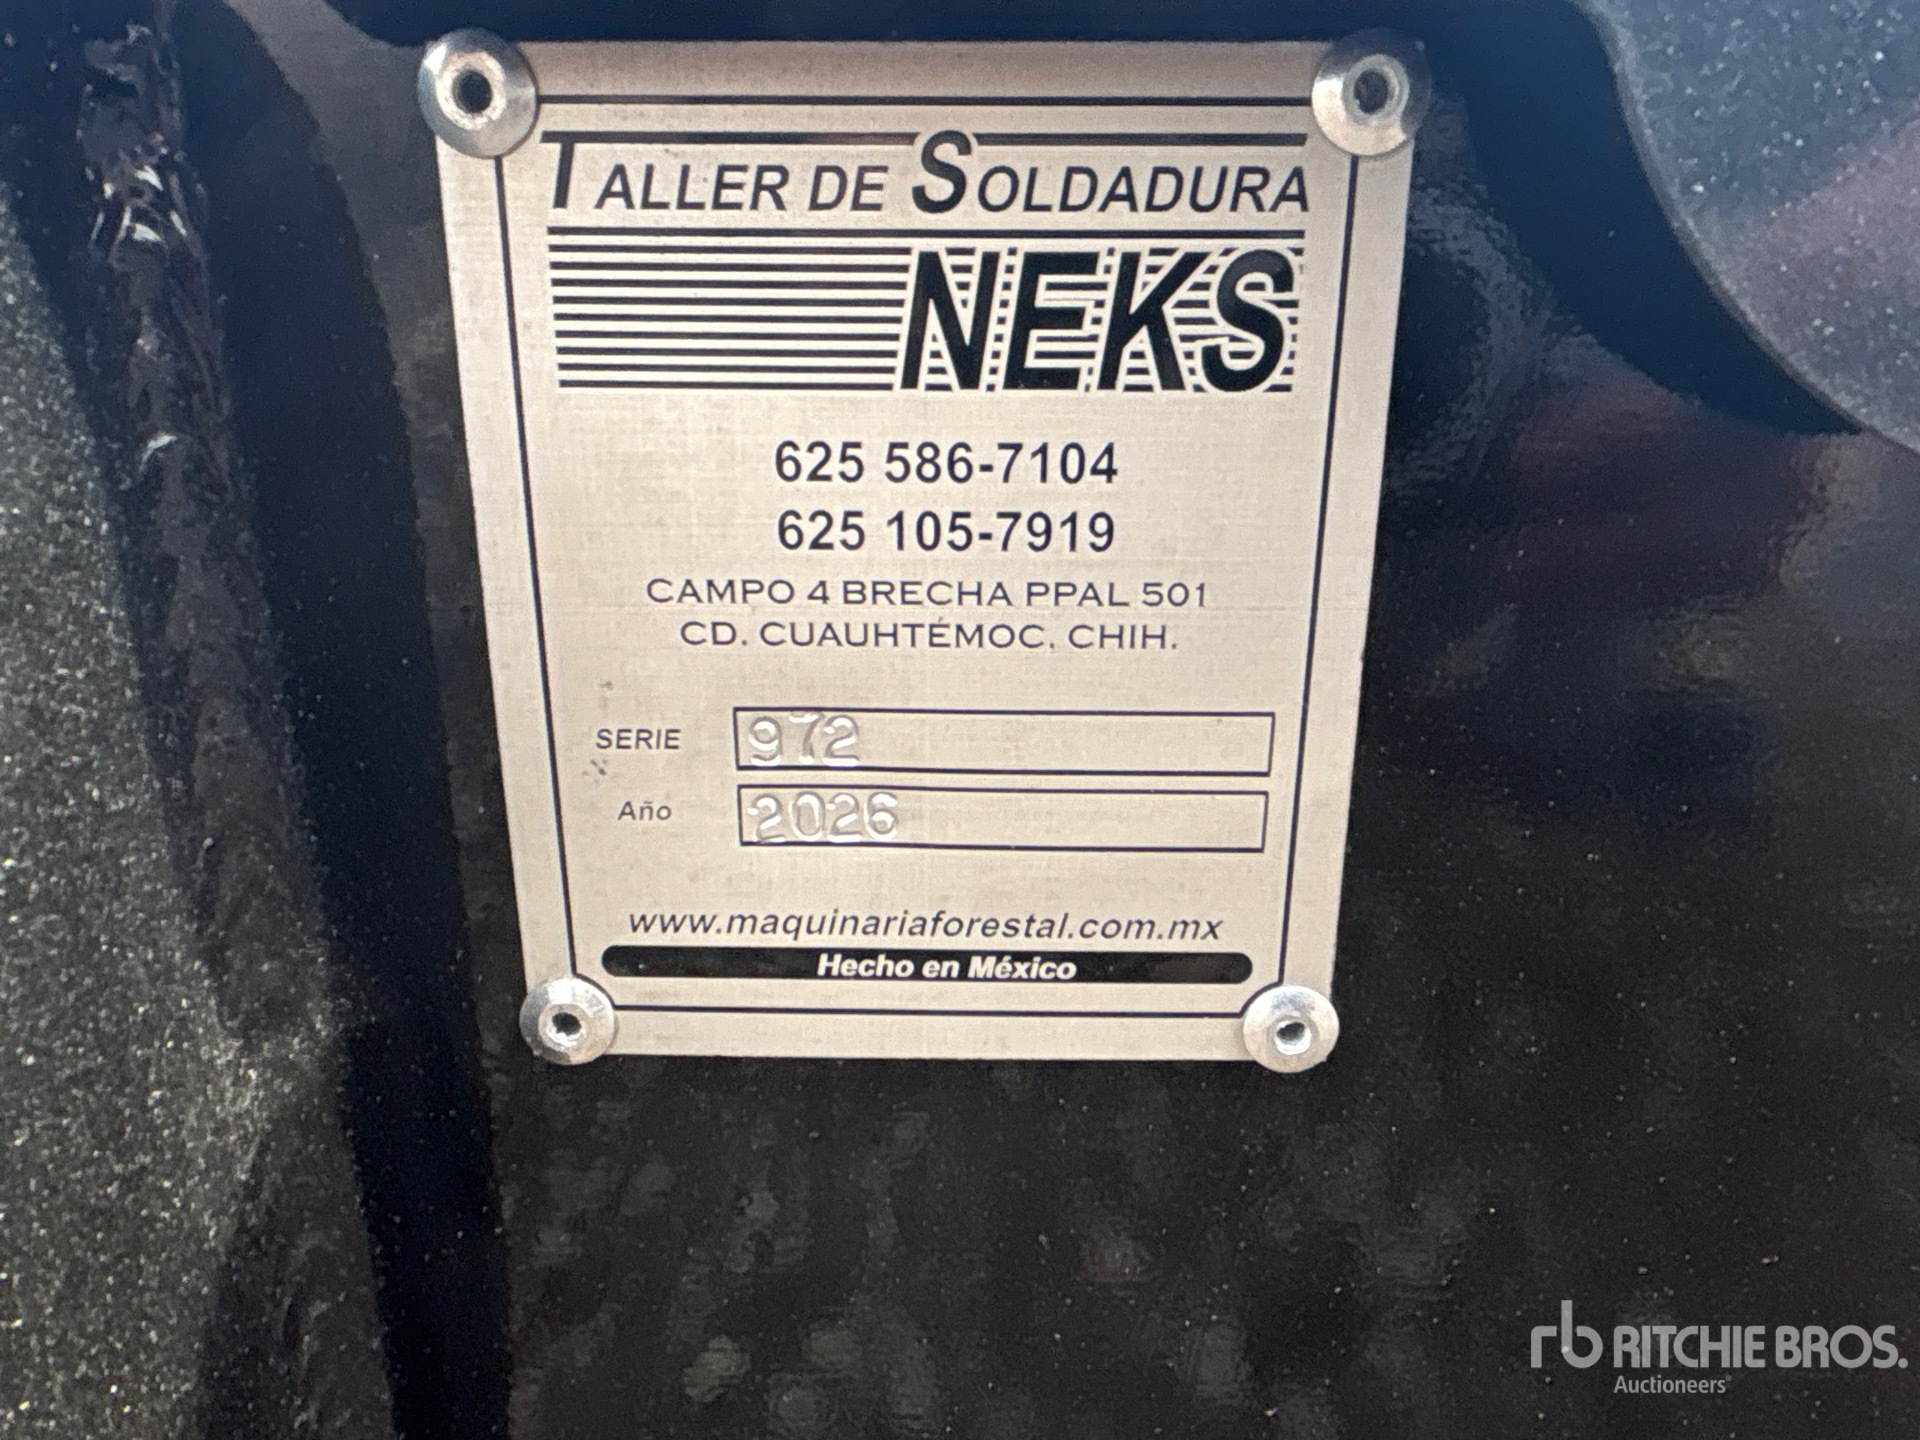 TALLER DE SOLDADURA
NEKS
625 586-7104
625 105-7919
CAMPO 4 BRECHA PPAL 501
CD. CUAUHTÉMOC, CHIH.
SERIE 972
Año 2026
www.maquinariaforestal.com.mx
Hecho en México
rb RITCHIE BROS.
Auctioneers